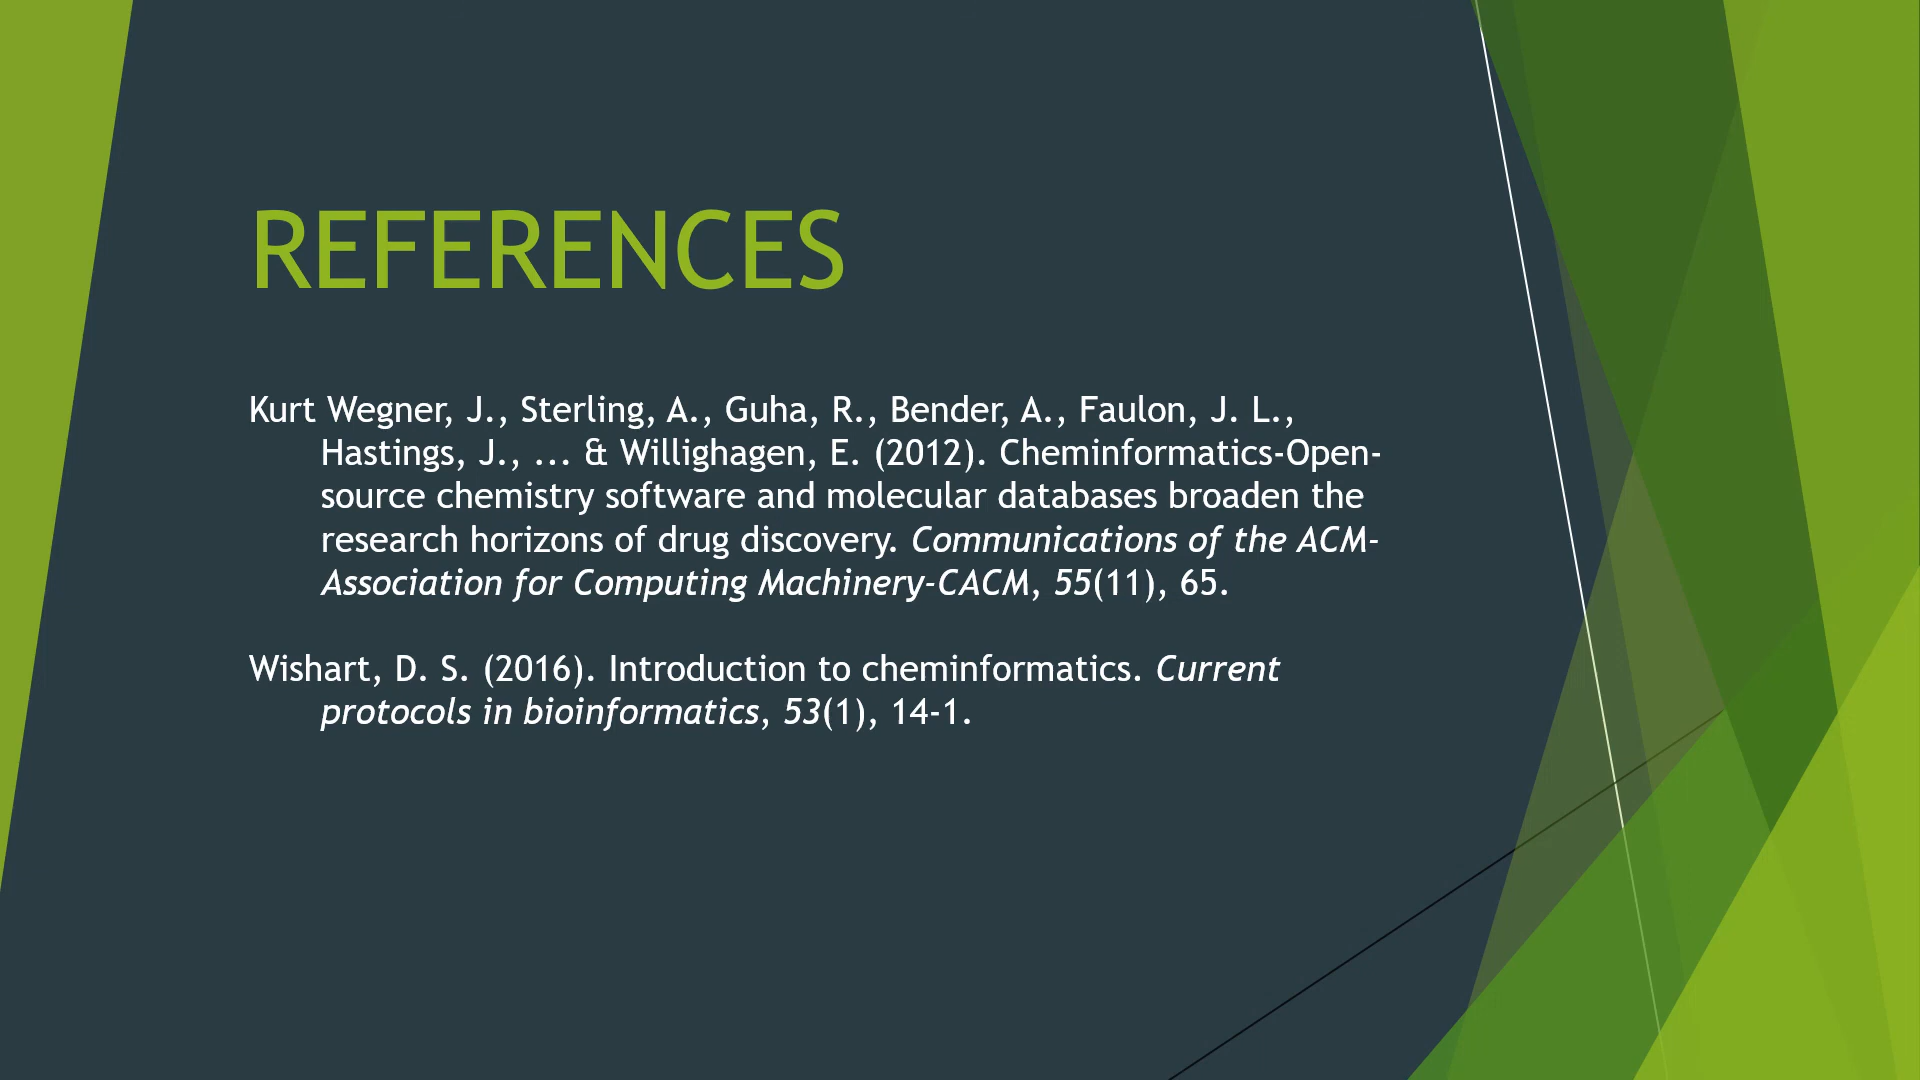 REFERENCES
Kurt Wegner, J., Sterling, A., Guha, R., Bender, A., Faulon, J. L.,
Hastings, J., ... & Willighagen, E. (2012). Cheminformatics-Open-
source chemistry software and molecular databases broaden the
research horizons of drug discovery. Communications of the ACM-
Association for Computing Machinery-CACM, 55(11), 65.
Wishart, D. S. (2016). Introduction to cheminformatics. Current
protocols in bioinformatics, 53(1), 14-1.